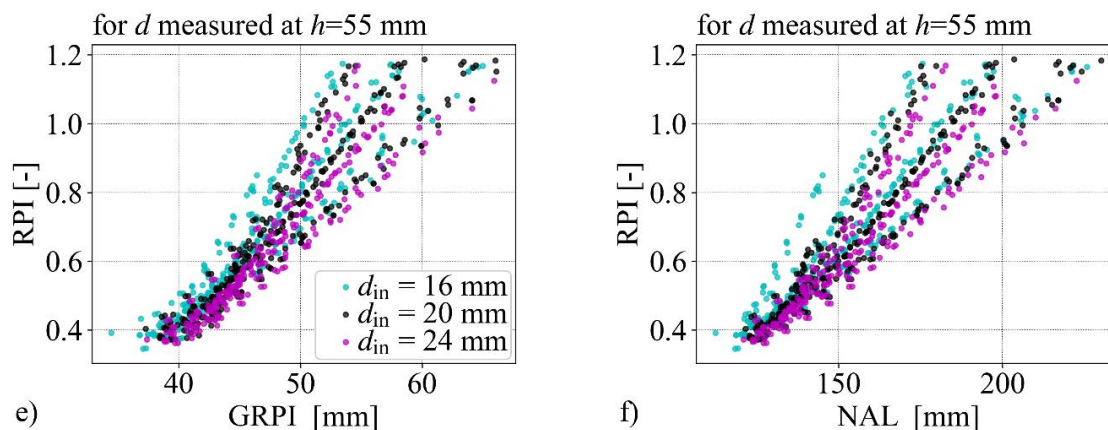 for d measured at h=55 mm
1.2
1.0
0.8
0.6
0.4
RPI [-]
d_in = 16 mm
d_in = 20 mm
d_in = 24 mm
40
50
60
e)
GRPI [mm]
for d measured at h=55 mm
1.2
1.0
0.8
0.6
0.4
RPI [-]
150
200
f)
NAL [mm]